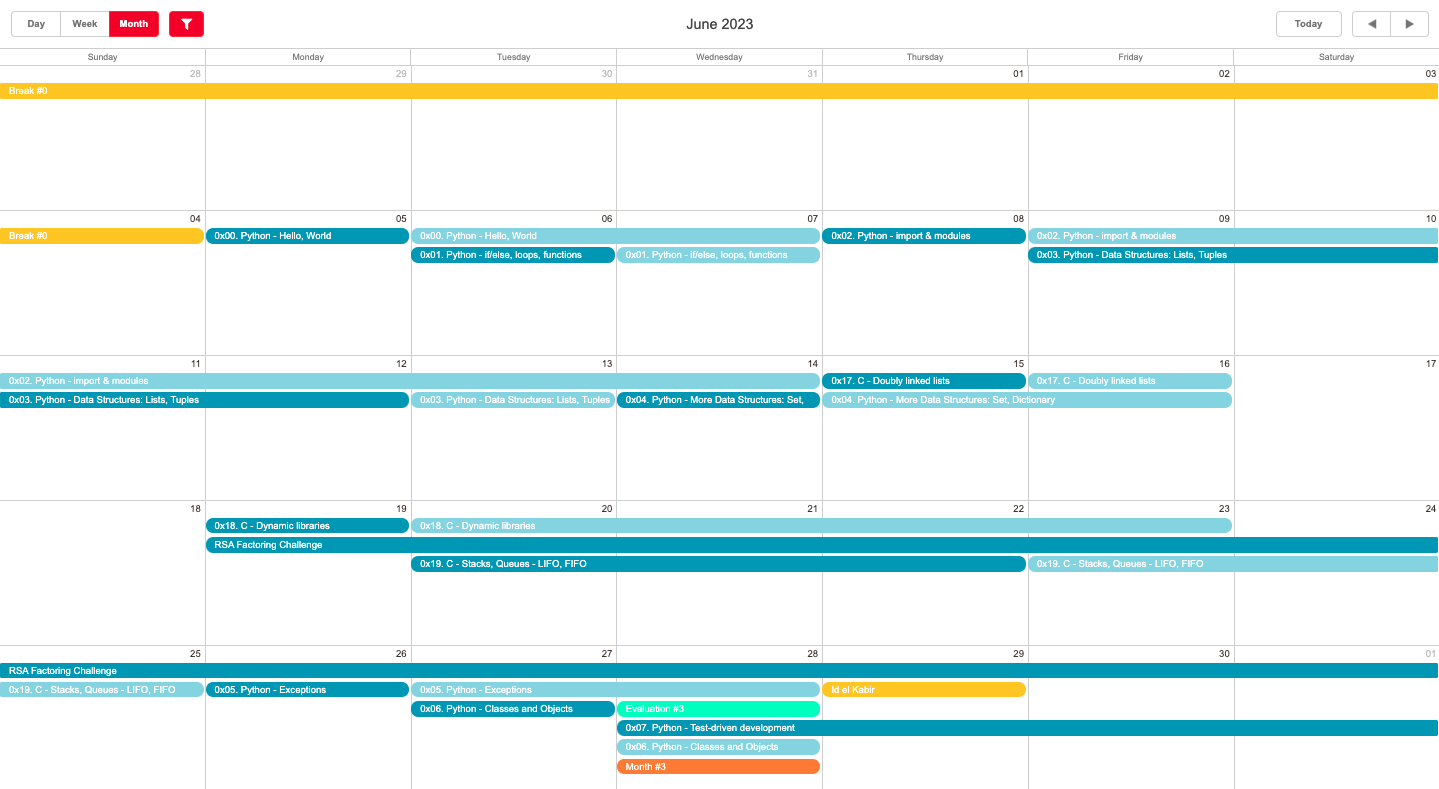 Day Week Month June 2023 Today
Sunday Monday Tuesday Wednesday Thursday Friday Saturday
28 29 30 31 01 02 03
Break #0
04 05 06 07 08 09 10
Break #0 0x00. Python - Hello, World 0x00. Python - Hello, World 0x02. Python - import & modules 0x02. Python - import & modules
0x01. Python - if/else, loops, functions 0x01. Python - if/else, loops, functions 0x03. Python - Data Structures: Lists, Tuples
11 12 13 14 15 16 17
0x02. Python - import & modules 0x17. C - Doubly linked lists 0x17. C - Doubly linked lists
0x03. Python - Data Structures: Lists, Tuples 0x03. Python - Data Structures: Lists, Tuples 0x04. Python - More Data Structures: Set, 0x04. Python - More Data Structures: Set, Dictionary
18 19 20 21 22 23 24
0x18. C - Dynamic libraries 0x18. C - Dynamic libraries
RSA Factoring Challenge
0x19. C - Stacks, Queues - LIFO, FIFO 0x19. C - Stacks, Queues - LIFO, FIFO
25 26 27 28 29 30 01
RSA Factoring Challenge
0x19. C - Stacks, Queues - LIFO, FIFO 0x05. Python - Exceptions 0x05. Python - Exceptions Id el Kabir
0x06. Python - Classes and Objects Evaluation #3
0x07. Python - Test-driven development
0x06. Python - Classes and Objects
Month #3